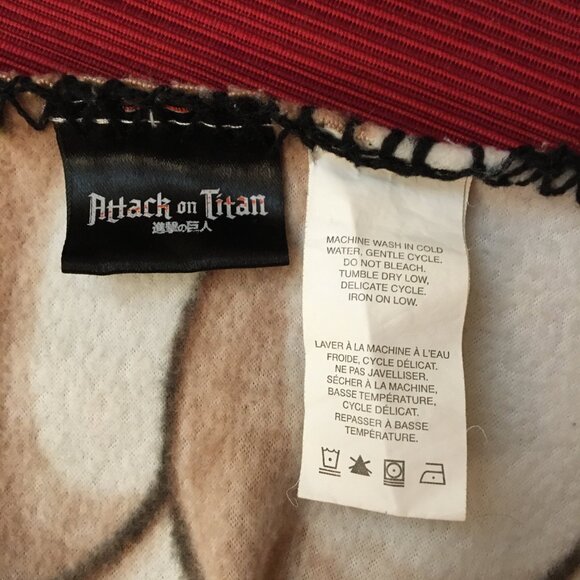 Attack on Titan
進撃の巨人
MACHINE WASH IN COLD
WATER, GENTLE CYCLE.
DO NOT BLEACH.
TUMBLE DRY LOW,
DELICATE CYCLE.
IRON ON LOW.
LAVER À LA MACHINE À L'EAU
FROIDE, CYCLE DÉLICAT.
NE PAS JAVELLISER.
SÉCHER À LA MACHINE,
BASSE TEMPÉRATURE,
CYCLE DÉLICAT.
REPASSER À BASSE
TEMPÉRATURE.